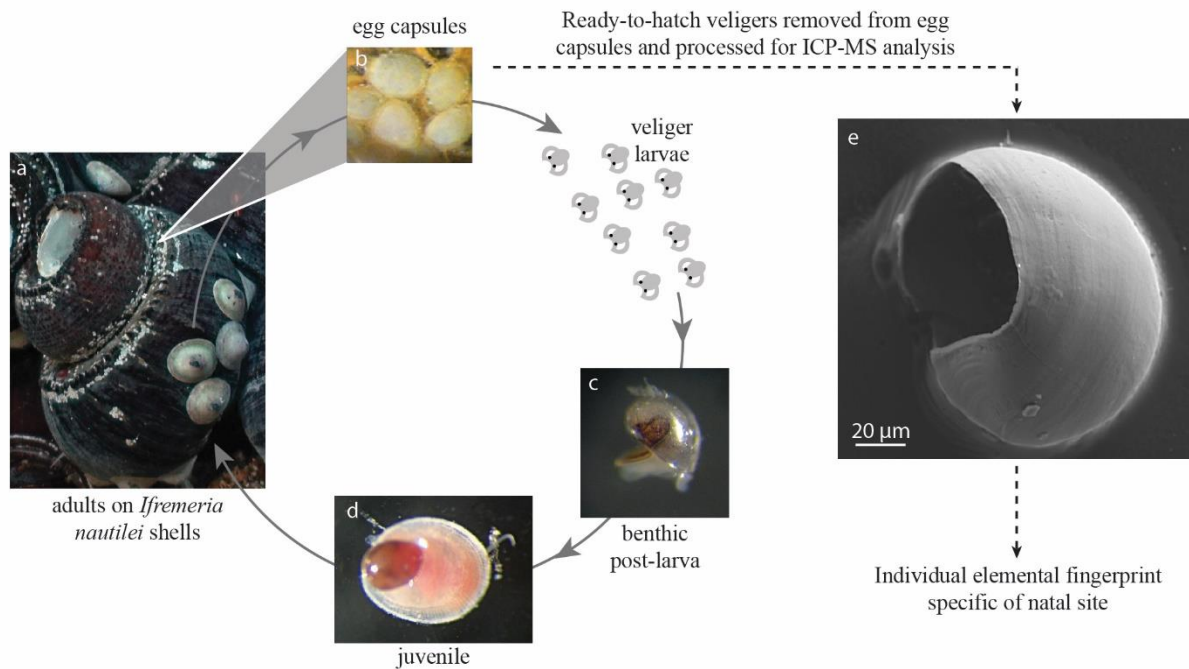 egg capsules
Ready-to-hatch veligers removed from egg
capsules and processed for ICP-MS analysis
b
veliger
larvae
e
a
c
20 µm
adults on Ifremeria
nautilei shells
d
benthic
post-larva
Individual elemental fingerprint
specific of natal site
juvenile